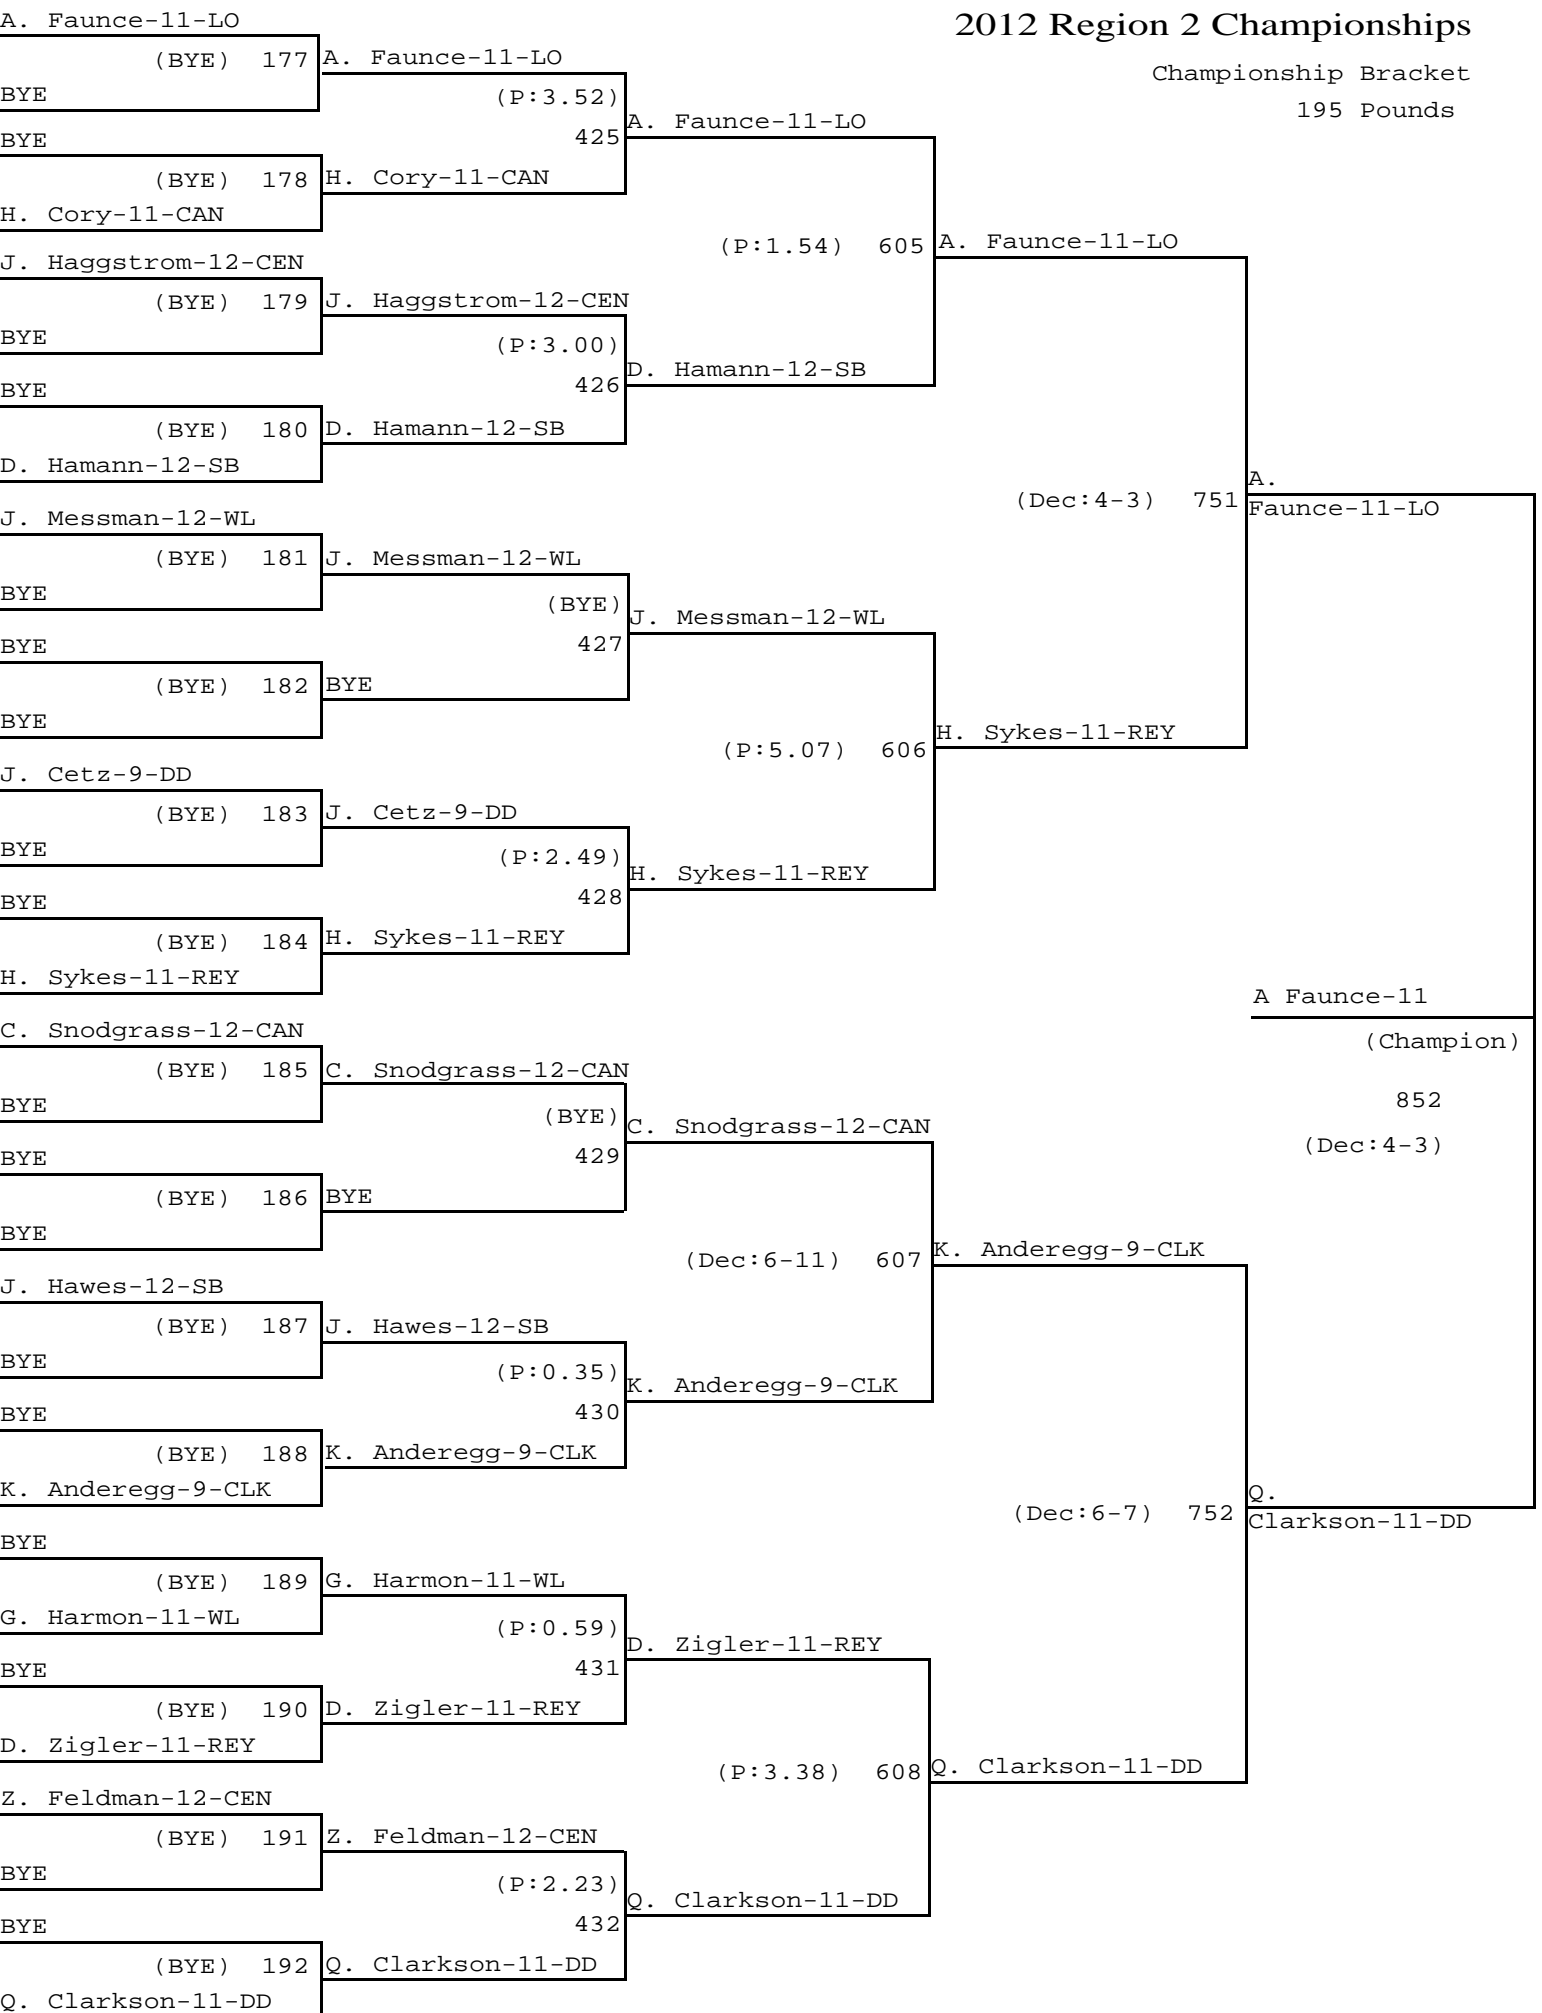 2012 Region 2 Championships
Championship Bracket
195 Pounds
A. Faunce-11-LO
(BYE) 177
BYE
BYE
(BYE) 178
H. Cory-11-CAN
J. Haggstrom-12-CEN
(BYE) 179
BYE
BYE
(BYE) 180
D. Hamann-12-SB
J. Messman-12-WL
(BYE) 181
BYE
BYE
(BYE) 182
BYE
J. Cetz-9-DD
(BYE) 183
BYE
BYE
(BYE) 184
H. Sykes-11-REY
C. Snodgrass-12-CAN
(BYE) 185
BYE
BYE
(BYE) 186
BYE
J. Hawes-12-SB
(BYE) 187
BYE
BYE
(BYE) 188
K. Anderegg-9-CLK
BYE
(BYE) 189
G. Harmon-11-WL
BYE
(BYE) 190
D. Zigler-11-REY
Z. Feldman-12-CEN
(BYE) 191
BYE
BYE
(BYE) 192
Q. Clarkson-11-DD
A. Faunce-11-LO
(P:3.52)
425
H. Cory-11-CAN
J. Haggstrom-12-CEN
(P:3.00)
426
D. Hamann-12-SB
J. Messman-12-WL
(BYE)
427
BYE
J. Cetz-9-DD
(P:2.49)
428
H. Sykes-11-REY
C. Snodgrass-12-CAN
(BYE)
429
BYE
J. Hawes-12-SB
(P:0.35)
430
K. Anderegg-9-CLK
G. Harmon-11-WL
(P:0.59)
431
D. Zigler-11-REY
Z. Feldman-12-CEN
(P:2.23)
432
Q. Clarkson-11-DD
A. Faunce-11-LO
(P:1.54) 605
D. Hamann-12-SB
J. Messman-12-WL
(P:5.07) 606
H. Sykes-11-REY
C. Snodgrass-12-CAN
(Dec:6-11) 607
K. Anderegg-9-CLK
D. Zigler-11-REY
(P:3.38) 608
Q. Clarkson-11-DD
A. Faunce-11-LO
(Dec:4-3) 751
H. Sykes-11-REY
K. Anderegg-9-CLK
(Dec:6-7) 752
Q. Clarkson-11-DD
A.
Faunce-11-LO
A Faunce-11
(Champion)
852
(Dec:4-3)
Q.
Clarkson-11-DD